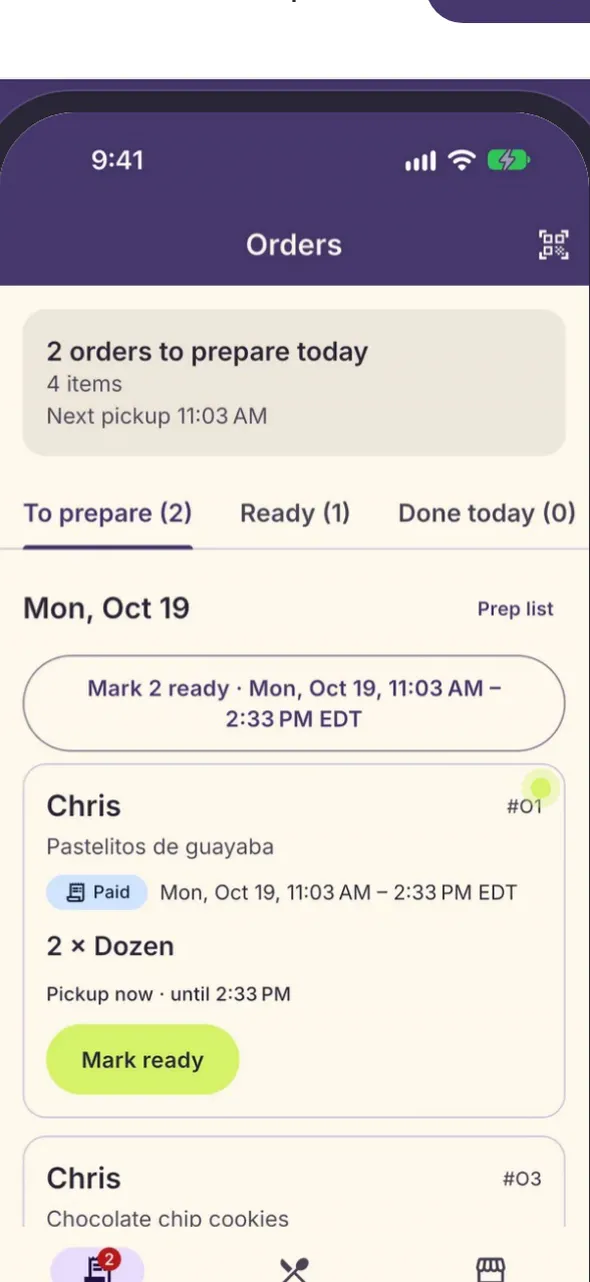 9:41
Orders
2 orders to prepare today
4 items
Next pickup 11:03 AM
To prepare (2) Ready (1) Done today (0)
Mon, Oct 19 Prep list
Mark 2 ready · Mon, Oct 19, 11:03 AM –
2:33 PM EDT
Chris #O1
Pastelitos de guayaba
Paid Mon, Oct 19, 11:03 AM – 2:33 PM EDT
2 × Dozen
Pickup now · until 2:33 PM
Mark ready
Chris #O3
Chocolate chip cookies
2